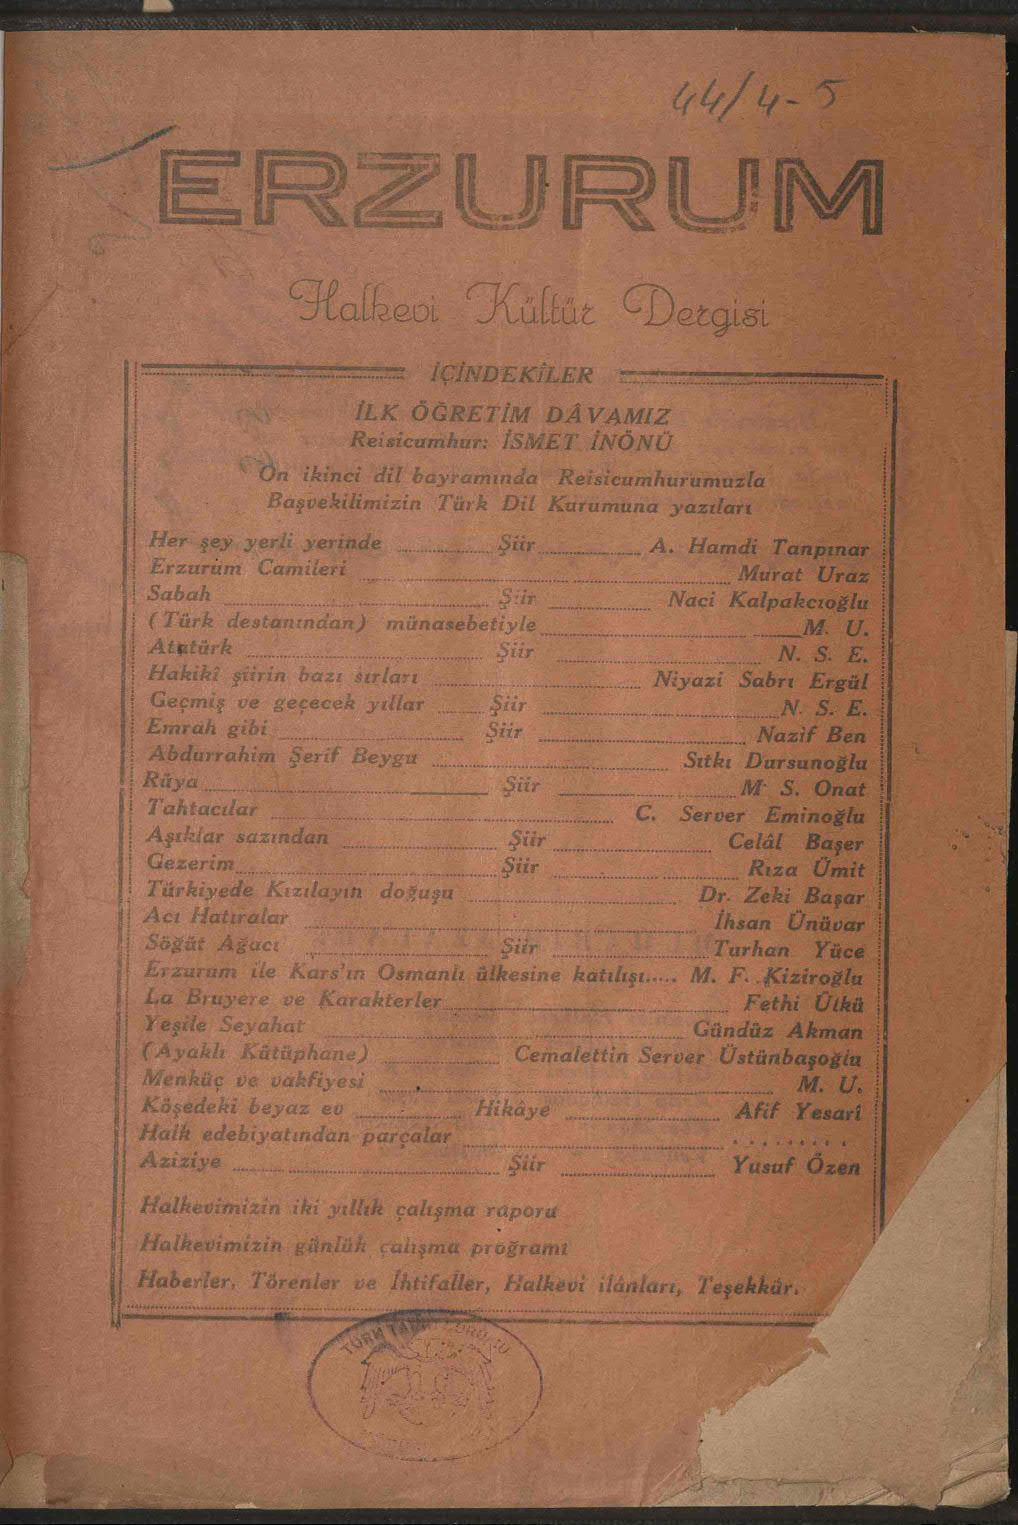 44/4-5
ERZURUM
Halkevi Kültür Dergisi
İÇİNDEKİLER
İLK ÖĞRETİM DÂVAMIZ
Reisicumhur: İSMET İNÖNÜ
On ikinci dil bayramında Reisicumhurumuzla
Başvekilimizin Türk Dil Kurumuna yazıları
Her şey yerli yerinde ........ Şiir ........ A. Hamdi Tanpınar
Erzurum Camileri ........ Murat Uraz
Sabah ........ Şiir ........ Naci Kalpakcıoğlu
(Türk destanından) münasebetiyle ........ M. U.
Atatürk ........ Şiir ........ N. S. E.
Hakikî şiirin bazı sırları ........ Niyazi Sabrı Ergül
Geçmiş ve geçecek yıllar ........ Şiir ........ N. S. E.
Emrah gibi ........ Şiir ........ Nazif Ben
Abdurrahim Şerif Beygu ........ Sıtkı Dursunoğlu
Rüya ........ Şiir ........ M. S. Onat
Tahtacılar ........ C. Server Eminoğlu
Aşıklar sazından ........ Şiir ........ Celâl Başer
Gezerim ........ Şiir ........ Rıza Ümit
Türkiyede Kızılayın doğuşu ........ Dr. Zeki Başar
Acı Hatıralar ........ İhsan Ünüvar
Söğüt Ağacı ........ Şiir ........ Turhan Yüce
Erzurum ile Kars'ın Osmanlı ülkesine katılışı..... M. F. Kiziroğlu
La Bruyere ve Karakterler ........ Fethi Ülkü
Yeşile Seyahat ........ Gündüz Akman
(Ayaklı Kütüphane) ........ Cemalettin Server Üstünbaşoğlu
Menküç ve vakfiyesi ........ M. U.
Köşedeki beyaz ev ........ Hikâye ........ Afif Yesarî
Halk edebiyatından parçalar ........
Aziziye ........ Şiir ........ Yusuf Özen
Halkevimizin iki yıllık çalışma raporu
Halkevimizin günlük çalışma proğramı
Haberler, Törenler ve İhtifaller, Halkevi ilânları, Teşekkür.
TÜRK TARİH KURUMU